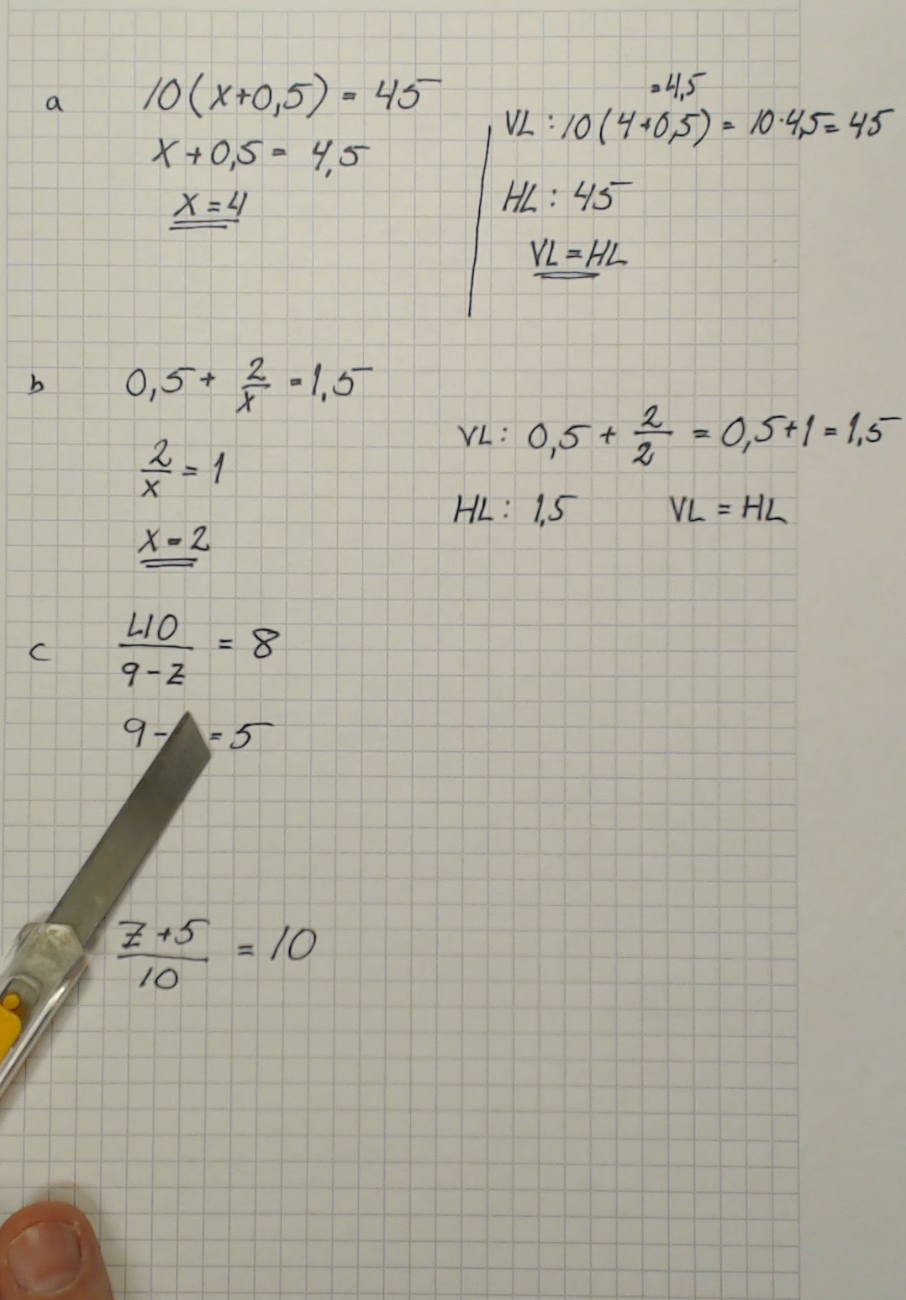 a 10(x+0,5) = 45
x+0,5 = 4,5
x=4
=4,5
VL: 10(4+0,5) = 10·4,5=45
HL: 45
VL=HL
b 0,5 + 2/x = 1,5
2/x = 1
x=2
VL: 0,5 + 2/2 = 0,5+1=1,5
HL: 1,5 VL = HL
c 40/(9-z) = 8
9- =5
(z+5)/10 = 10